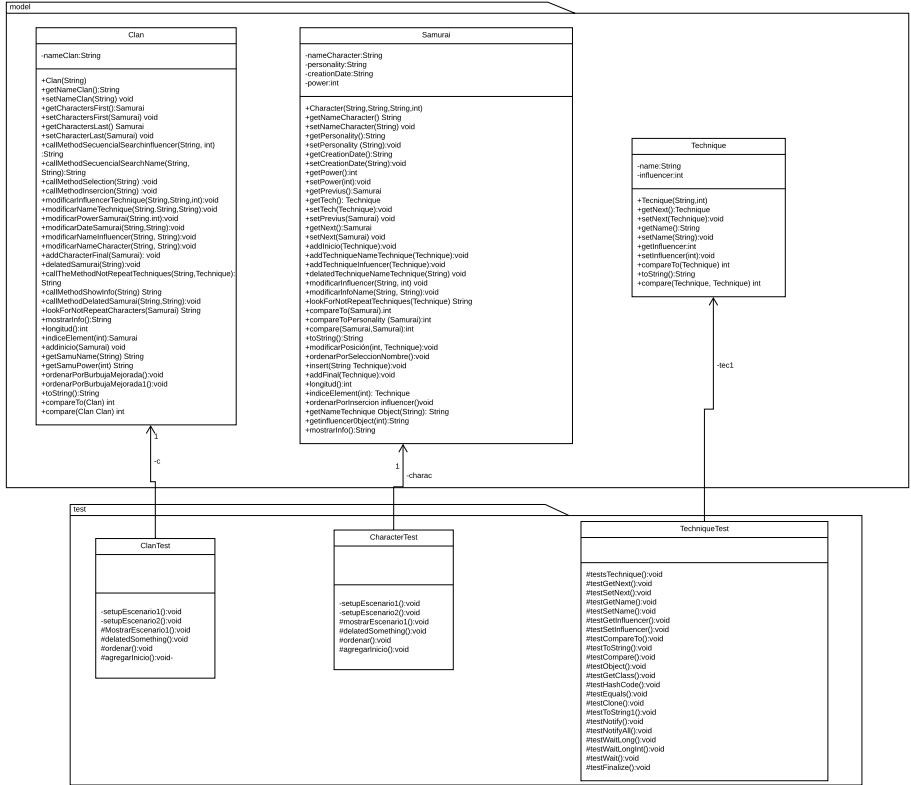 model
Clan
-nameClan:String
+Clan(String)
+getNameClan():String
+setNameClan(String) void
+getChartersFirst():Samurai
+setChartersFirst(Samurai) void
+getChartersLast() Samurai
+setCharterLast(Samurai) void
+callMethodSecuencialSearchinfluencer(String, int)
:String
+callMethodSecuencialSearchName(String,
String):String
+callMethodSelection(String) :void
+callMethodInsercion(String) :void
+modificarInfluencerTechnique(String,String,int):void
+modificarNameTechnique(String.String,String):void
+modificarPowerSamurai(String.int):void
+modificarDateSamurai(String,String):void
+modificarNameInfluencer(String, String):void
+modificarNameCharacter(String, String):void
+addCharacterFinal(Samurai): void
+delatedSamurai(String):void
+callTheMethodNotRepeatTechniques(String,Technique):
String
+callMethodShowInfo(String) String
+callMethodDelatedSamurai(String,String):void
+lookForNotRepeatCharacters(Samurai) String
+mostrarInfo():String
+longitud():int
+indiceElement(int):Samurai
+addinicio(Samurai) void
+getSamuName(String) String
+getSamuPower(int) String
+ordenarPorBurbujaMejorada():void
+ordenarPorBurbujaMejorada1():void
+toString():String
+compareTo(Clan) int
+compare(Clan Clan) int
1
-c
Samurai
-nameCharacter:String
-personality:String
-creationDate:String
-power:int
+Character(String,String,String,int)
+getNameCharacter() String
+setNameCharacter(String) void
+getPersonality():String
+setPersonality (String):void
+getCreationDate():String
+setCreationDate(String):void
+getPower():int
+setPower(int):void
+getPrevius():Samurai
+getTech(): Technique
+setTech(Technique):void
+setPrevius(Samurai) void
+getNext():Samurai
+setNext(Samurai) void
+addInicio(Technique):void
+addTechniqueNameTechnique(Technique):void
+addTechniqueInfluencer(Technique):void
+delatedTechniqueNameTechnique(String) void
+modificarInfluencer(String, int) void
+modificarInfoName(String, String):void
+lookForNotRepeatTechniques(Technique) String
+compareTo(Samurai).int
+compareToPersonality (Samurai):int
+compare(Samurai,Samurai):int
+toString():String
+modificarPosición(int, Technique):void
+ordenarPorSeleccionNombre():void
+insert(String Technique):void
+addFinal(Technique):void
+longitud():int
+indiceElement(int): Technique
+ordenarPorInsercion influencer()void
+getNameTechnique Object(String): String
+getinfluencer0bject(int):String
+mostrarInfo():String
1
-charac
Technique
-name:String
-influencer:int
+Tecnique(String,int)
+getNext():Technique
+setNext(Technique):void
+getName():String
+setName(String):void
+getInfluencer:int
+setInfluencer(int):void
+compareTo(Technique) int
+toString():String
+compare(Technique, Technique) int
-tec1
test
ClanTest
-setupEscenario1():void
-setupEscenario2():void
#MostrarEscenario1():void
#delatedSomething():void
#ordenar():void
#agregarInicio():void-
CharacterTest
-setupEscenario1():void
-setupEscenario2():void
#mostrarEscenario1():void
#delatedSomething():void
#ordenar():void
#agregarInicio():void
TechniqueTest
#testsTechnique():void
#testGetNext():void
#testSetNext():void
#testGetName():void
#testSetName():void
#testGetInfluencer():void
#testSetInfluencer():void
#testCompareTo():void
#testToString():void
#testCompare():void
#testObject():void
#testGetClass():void
#testHashCode():void
#testEquals():void
#testClone():void
#testToString1():void
#testNotify():void
#testNotifyAll():void
#testWaitLong():void
#testWaitLongInt():void
#testWait():void
#testFinalize():void